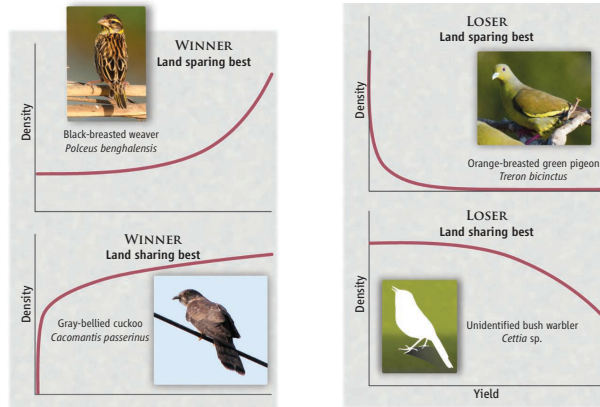 WINNER
Land sparing best
Density
Black-breasted weaver
Polceus benghalensis
LOSER
Land sparing best
Density
Orange-breasted green pigeon
Treron bicinctus
WINNER
Land sharing best
Density
Gray-bellied cuckoo
Cacomantis passerinus
LOSER
Land sharing best
Density
Unidentified bush warbler
Cettia sp.
Yield